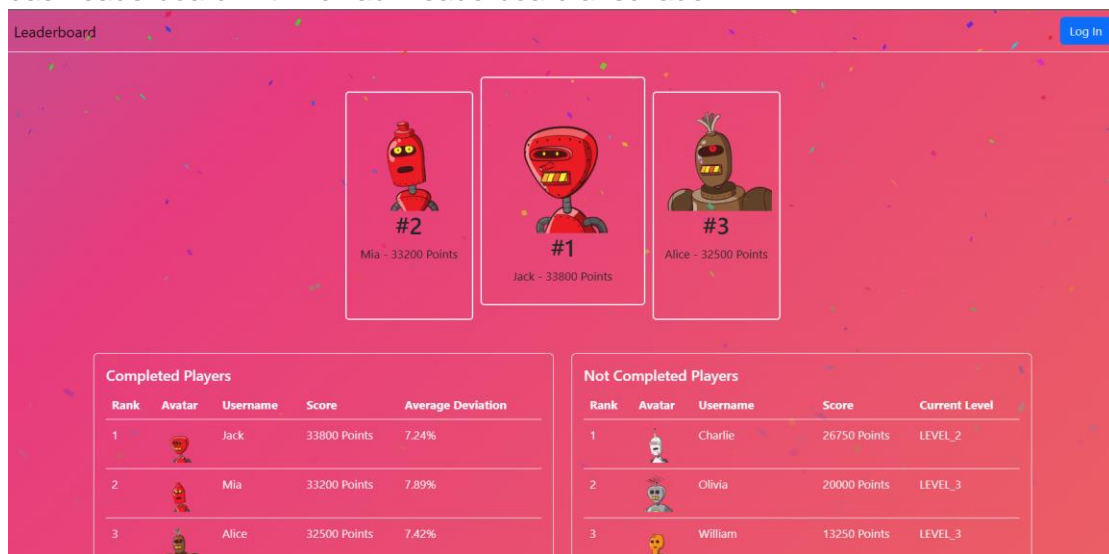 Leaderboard
Log In
#2
Mia - 33200 Points
#1
Jack - 33800 Points
#3
Alice - 32500 Points
Completed Players
Rank Avatar Username Score Average Deviation
1 Jack 33800 Points 7.24%
2 Mia 33200 Points 7.89%
3 Alice 32500 Points 7.42%
Not Completed Players
Rank Avatar Username Score Current Level
1 Charlie 26750 Points LEVEL_2
2 Olivia 20000 Points LEVEL_3
3 William 13250 Points LEVEL_3